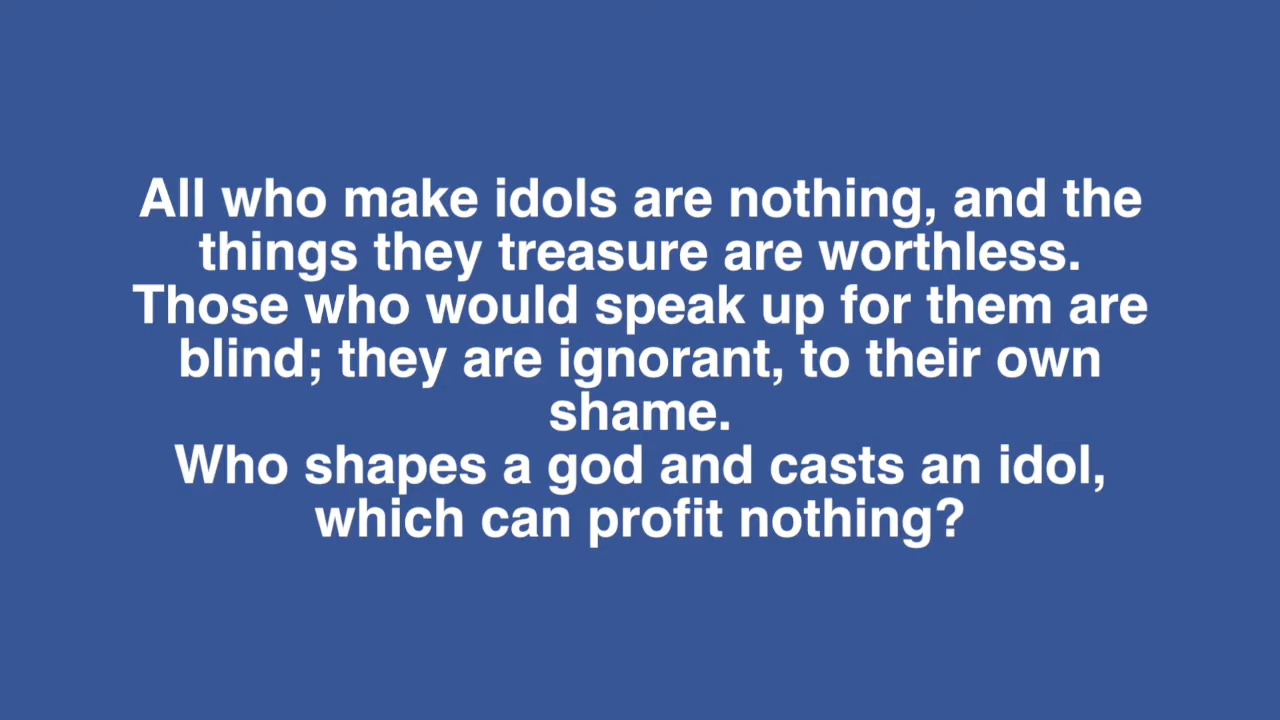 All who make idols are nothing, and the
things they treasure are worthless.
Those who would speak up for them are
blind; they are ignorant, to their own
shame.
Who shapes a god and casts an idol,
which can profit nothing?